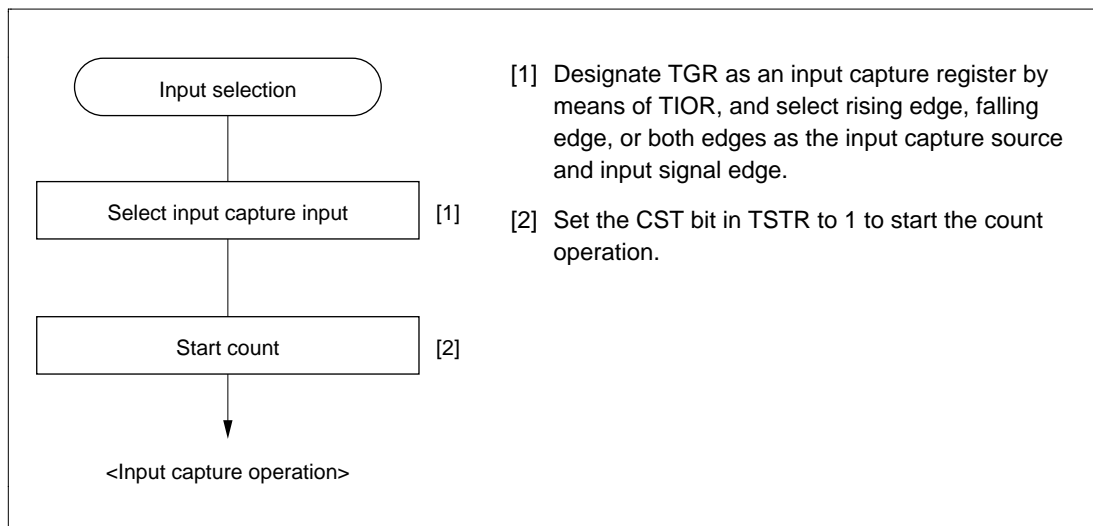 Input selection
Select input capture input [1]
Start count [2]
<Input capture operation>
[1] Designate TGR as an input capture register by
means of TIOR, and select rising edge, falling
edge, or both edges as the input capture source
and input signal edge.
[2] Set the CST bit in TSTR to 1 to start the count
operation.